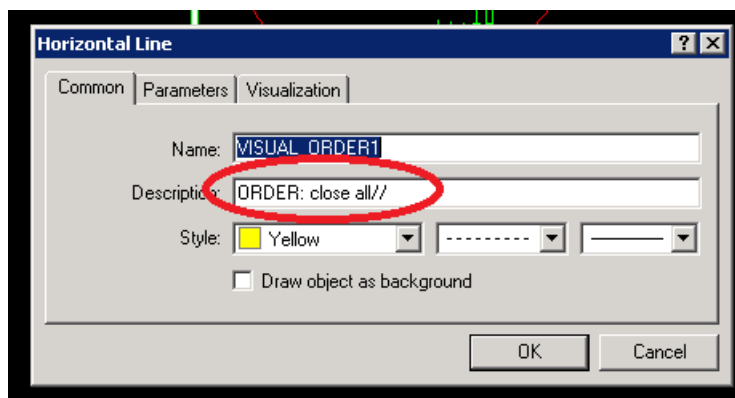 10
Horizontal Line
Common Parameters Visualization
Name: VISUAL_ORDER1
Description: ORDER: close all//
Style: Yellow
Draw object as background
OK Cancel